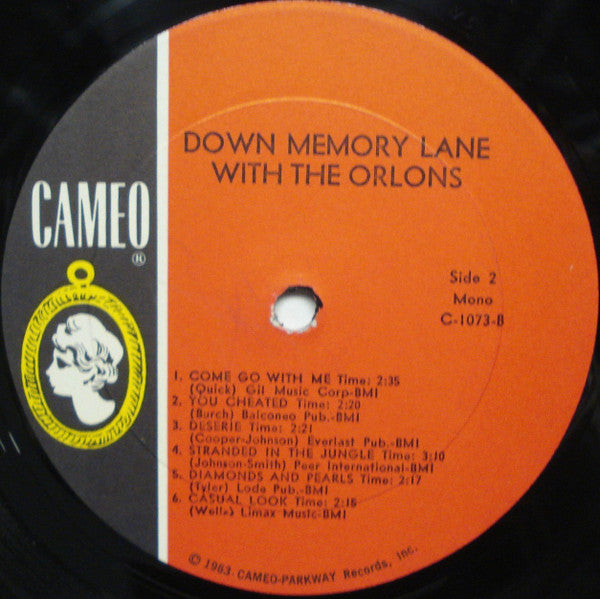 DOWN MEMORY LANE
WITH THE ORLONS
CAMEO
®
Side 2
Mono
C-1073-B
1. COME GO WITH ME Time: 2:35
(Quick) Gil Music Corp-BMI
2. YOU CHEATED Time: 2:20
(Burch) Balconeo Pub.-BMI
3. DESERIE Time: 2:21
(Cooper-Johnson) Everlast Pub.-BMI
4. STRANDED IN THE JUNGLE Time: 3:10
(Johnson-Smith) Peer International-BMI
5. DIAMONDS AND PEARLS Time: 2:17
(Tyler) Lode Pub.-BMI
6. CASUAL LOOK Time: 2:15
(Wells) Limax Music-BMI
© 1963 CAMEO-PARKWAY Records, Inc.